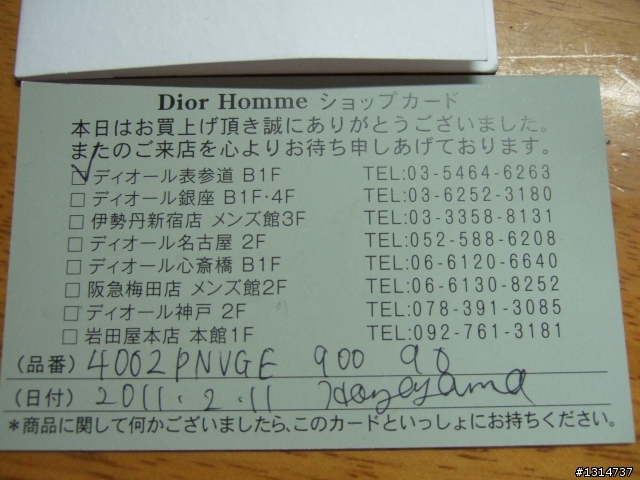 Dior Homme ショップカード
本日はお買上げ頂き誠にありがとうございました。
またのご来店を心よりお待ち申しあげております。
□ ディオール表参道 B1F TEL:03-5464-6263
□ ディオール銀座 B1F·4F TEL:03-6252-3180
□ 伊勢丹新宿店 メンズ館3F TEL:03-3358-8131
□ ディオール名古屋 2F TEL:052-588-6208
□ ディオール心斎橋 B1F TEL:06-6120-6640
□ 阪急梅田店 メンズ館2F TEL:06-6130-8252
□ ディオール神戸 2F TEL:078-391-3085
□ 岩田屋本店 本館1F TEL:092-761-3181
(品番) 4002PNVGE 900 90
(日付) 2011.2.11
*商品に関して何かございましたら、このカードといっしょにお持ちください。
#1314737